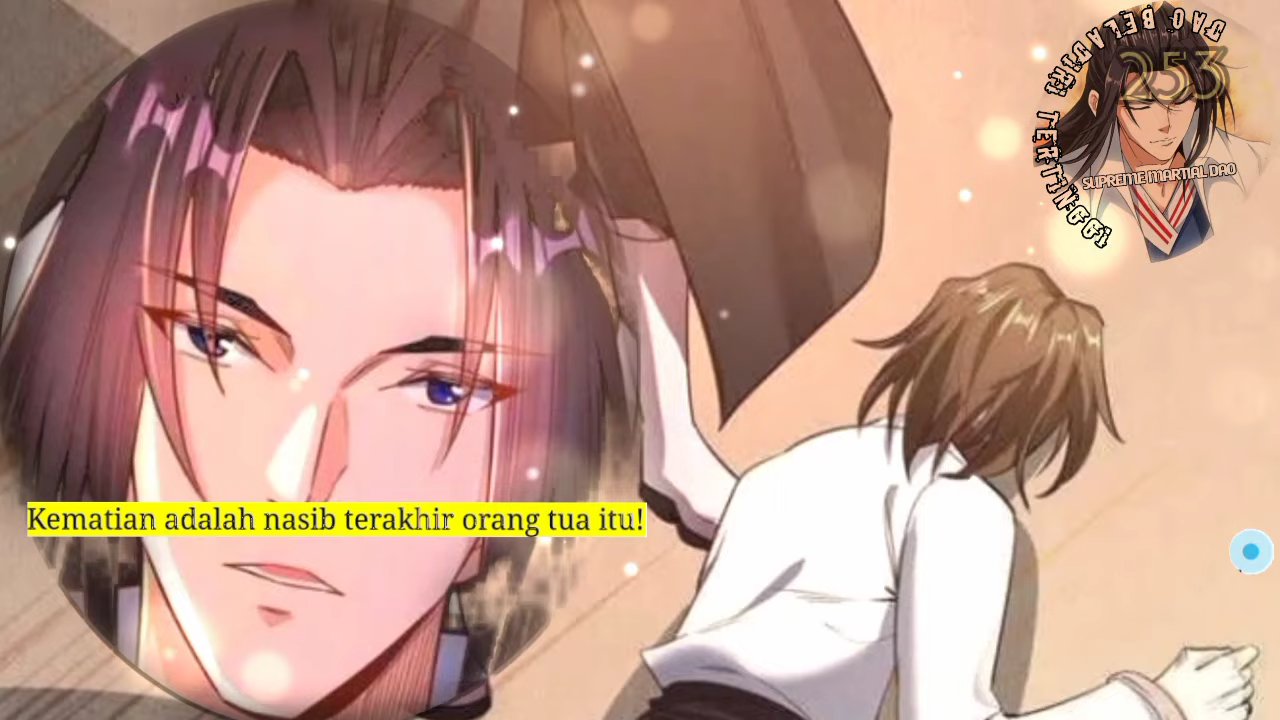 DAO BELADIRI TERTINGGI
253
SUPREME MARTIAL DAO
Kematian adalah nasib terakhir orang tua itu!